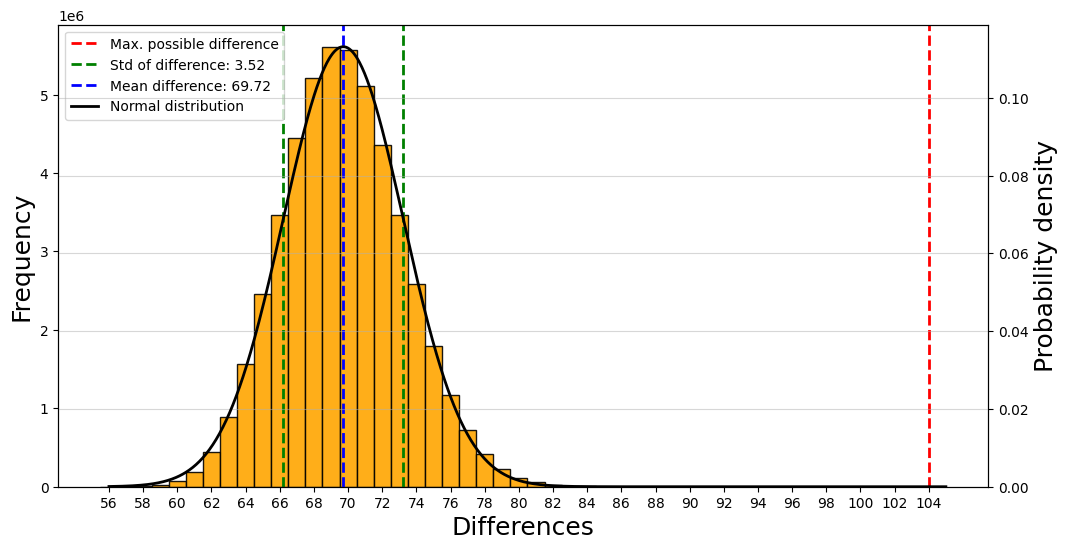 1e6
Max. possible difference
Std of difference: 3.52
Mean difference: 69.72
Normal distribution
5
4
3
2
1
0
Frequency
0.10
0.08
0.06
0.04
0.02
0.00
Probability density
56 58 60 62 64 66 68 70 72 74 76 78 80 82 84 86 88 90 92 94 96 98 100 102 104
Differences